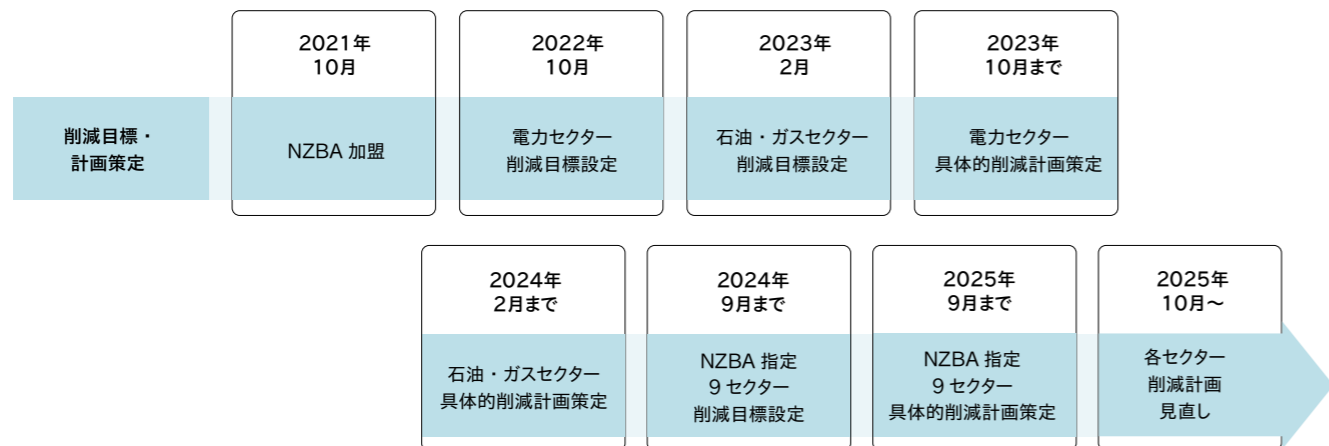 削減目標・
計画策定
2021年
10月
NZBA 加盟
2022年
10月
電力セクター
削減目標設定
2023年
2月
石油・ガスセクター
削減目標設定
2023年
10月まで
電力セクター
具体的削減計画策定
2024年
2月まで
石油・ガスセクター
具体的削減計画策定
2024年
9月まで
NZBA 指定
9セクター
削減目標設定
2025年
9月まで
NZBA 指定
9セクター
具体的削減計画策定
2025年
10月～
各セクター
削減計画
見直し